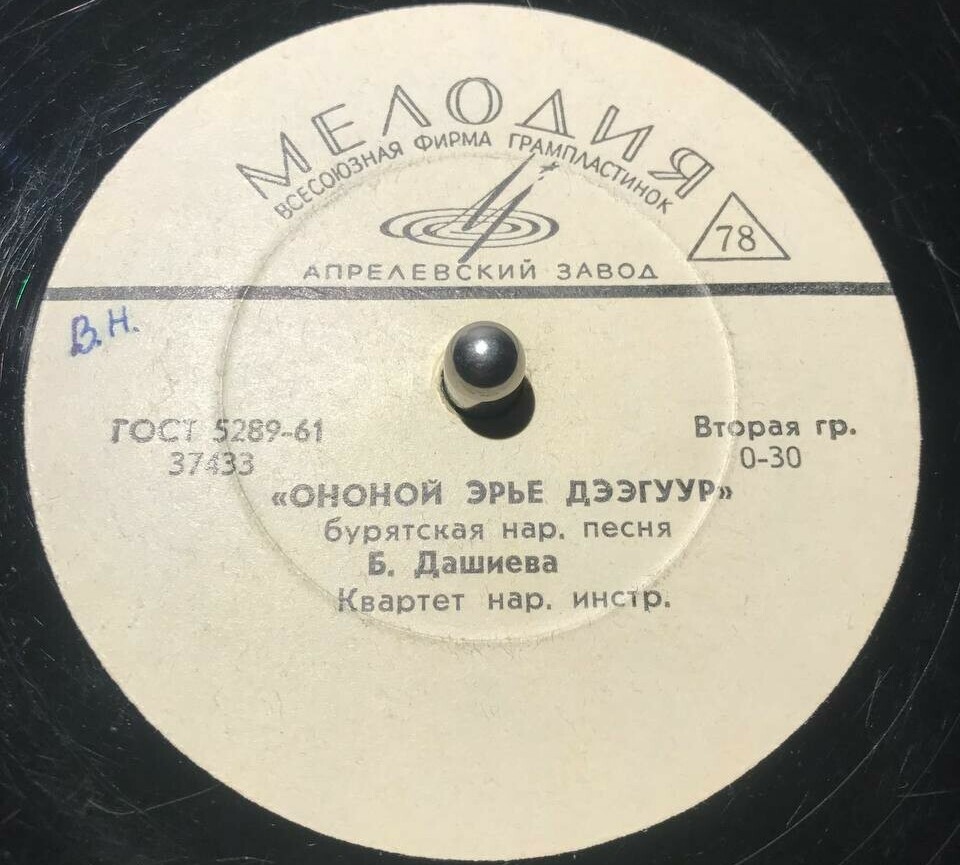 МЕЛОДИЯ
ВСЕСОЮЗНАЯ ФИРМА ГРАМПЛАСТИНОК
78
АПРЕЛЕВСКИЙ ЗАВОД
В.Н.
ГОСТ 5289-61
37433
Вторая гр.
0-30
«ОНОНОЙ ЭРЬЕ ДЭЭГУУР»
бурятская нар. песня
Б. Дашиева
Квартет нар. инстр.